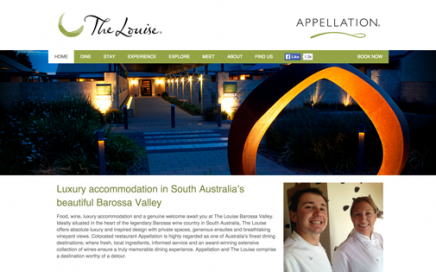 The Louise
APPELLATION
HOME DINE STAY EXPERIENCE EXPLORE MEET ABOUT FIND US Like BOOK NOW
Luxury accommodation in South Australia's
beautiful Barossa Valley
Food, wine, luxury accommodation and a genuine welcome await you at The Louise Barossa Valley.
Ideally situated in the heart of the legendary Barossa wine country in South Australia, The Louise
offers absolute luxury and inspired design with private spaces, generous ensuites and breathtaking
vineyard views. Colocated restaurant Appellation is highly regarded as one of Australia's finest dining
destinations; where fresh, local ingredients, informed service and an award-winning extensive
collection of wines ensure a truly memorable dining experience. Appellation and The Louise comprise
a destination worthy of a detour.